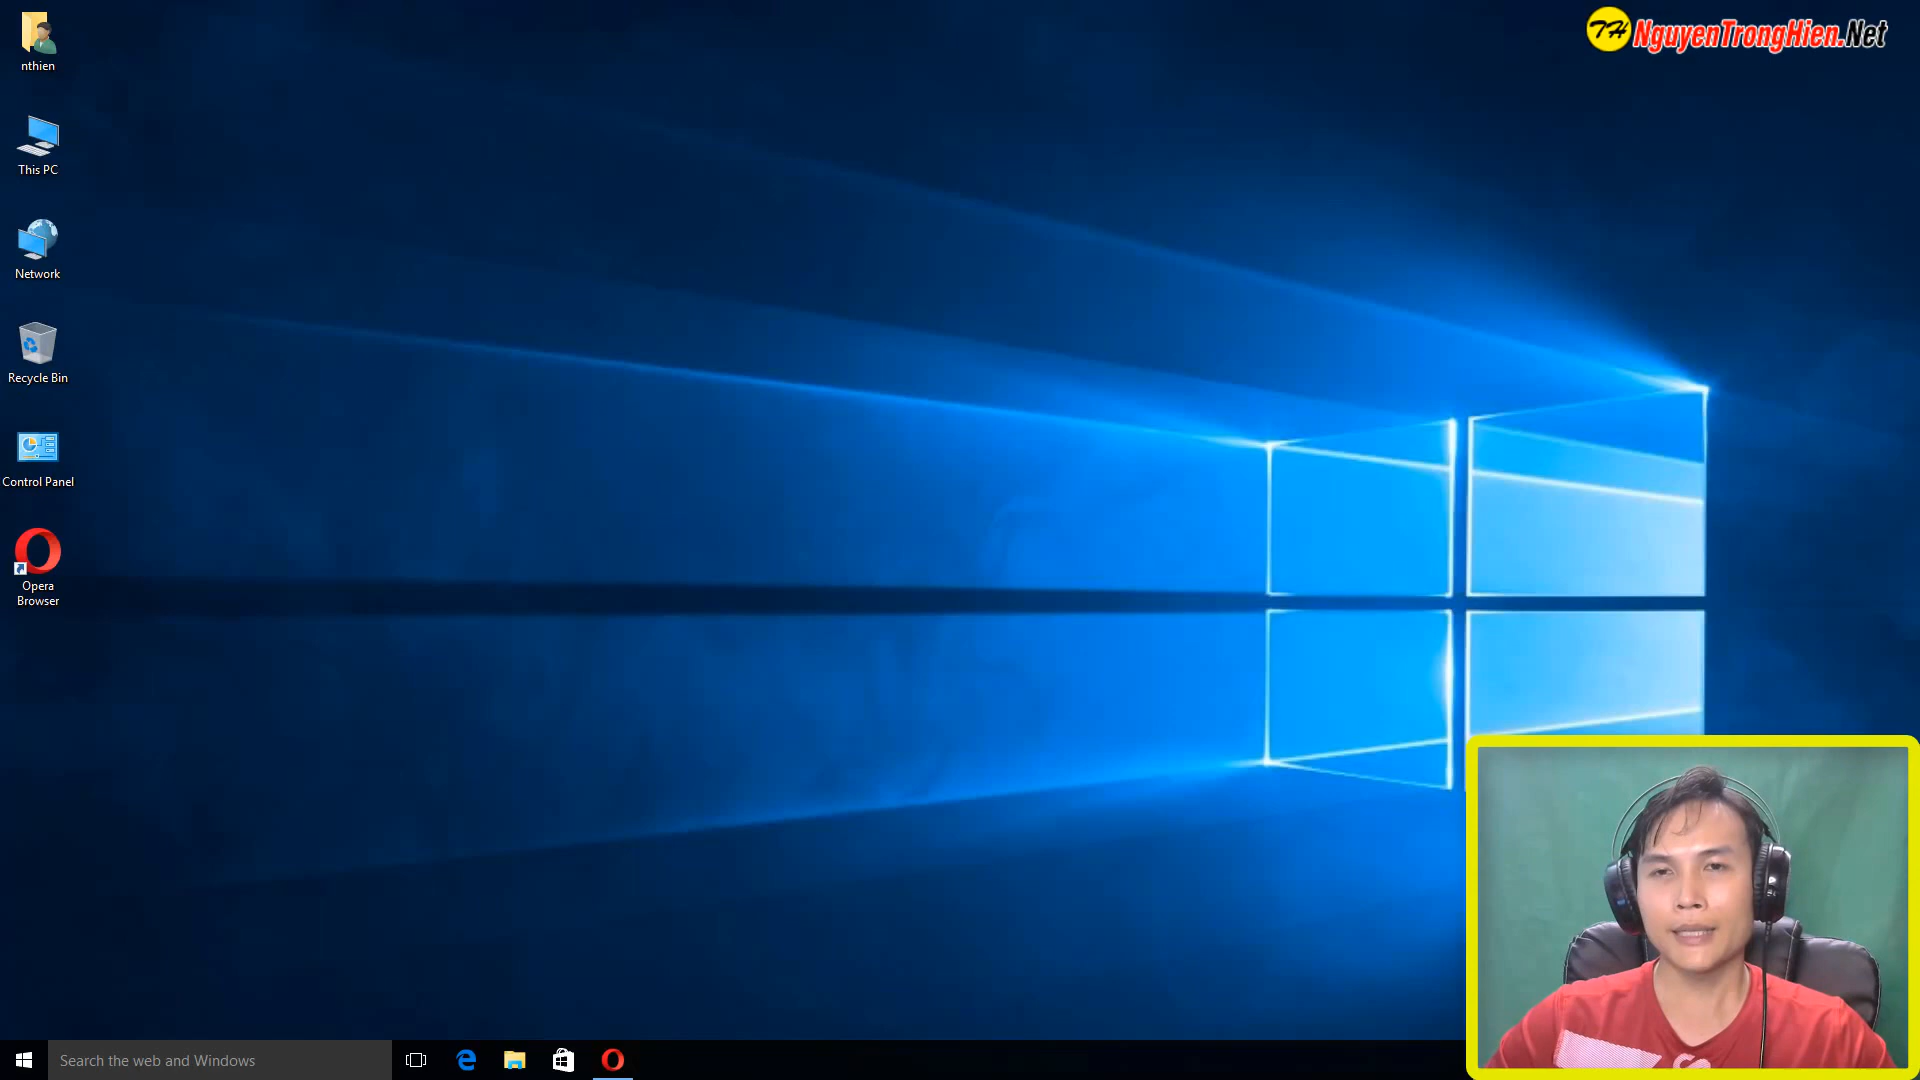 nthien
TH NguyenTrongHien.Net
This PC
Network
Recycle Bin
Control Panel
Opera
Browser
Search the web and Windows